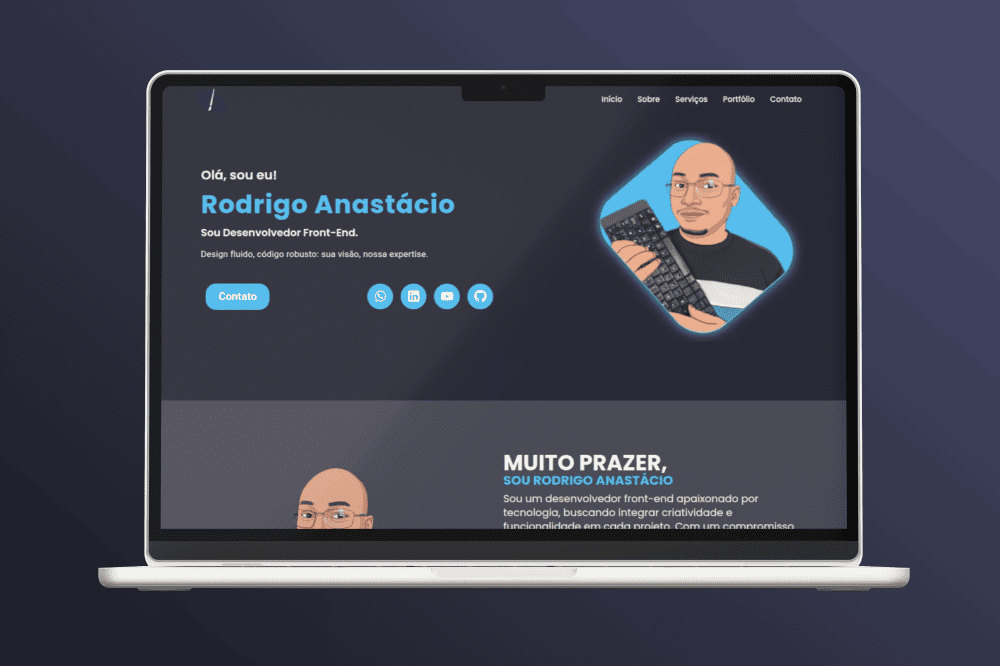 Início Sobre Serviços Portfólio Contato
Olá, sou eu!
Rodrigo Anastácio
Sou Desenvolvedor Front-End.
Design fluido, código robusto: sua visão, nossa expertise.
Contato
MUITO PRAZER,
SOU RODRIGO ANASTÁCIO
Sou um desenvolvedor front-end apaixonado por
tecnologia, buscando integrar criatividade e
funcionalidade em cada projeto. Com um compromisso